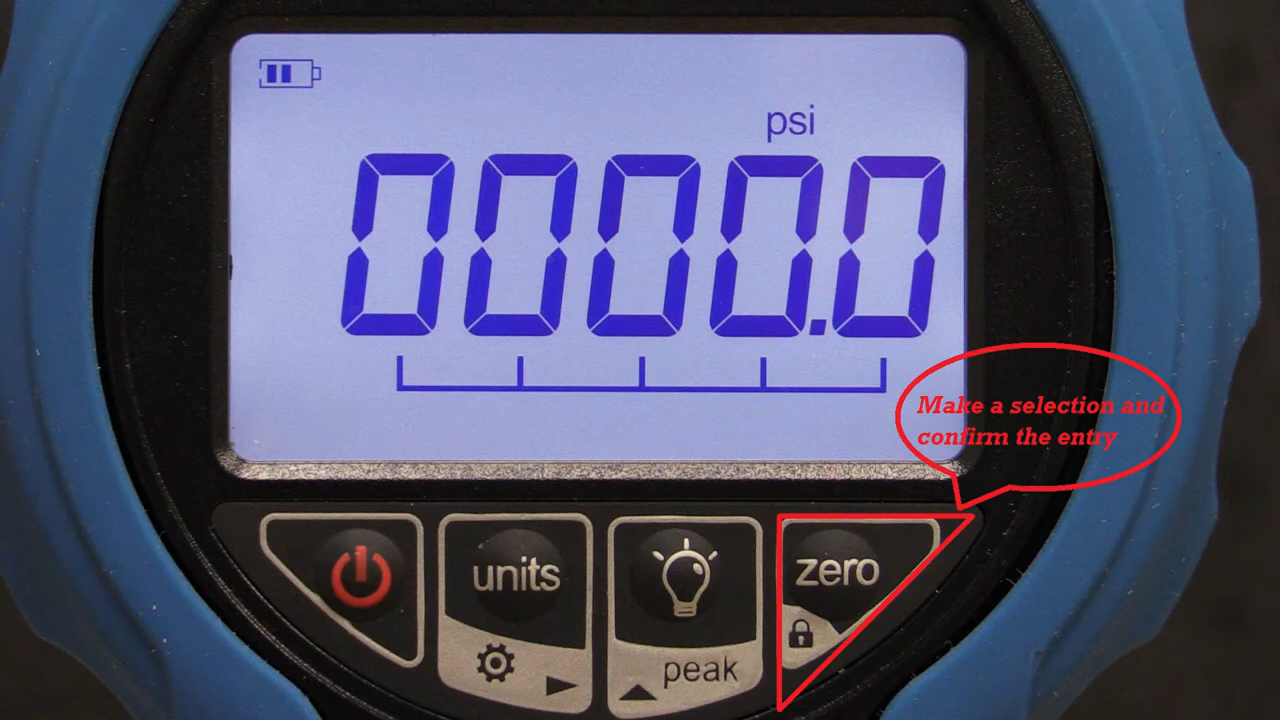 psi
0000.0
Make a selection and
confirm the entry
units
zero
peak